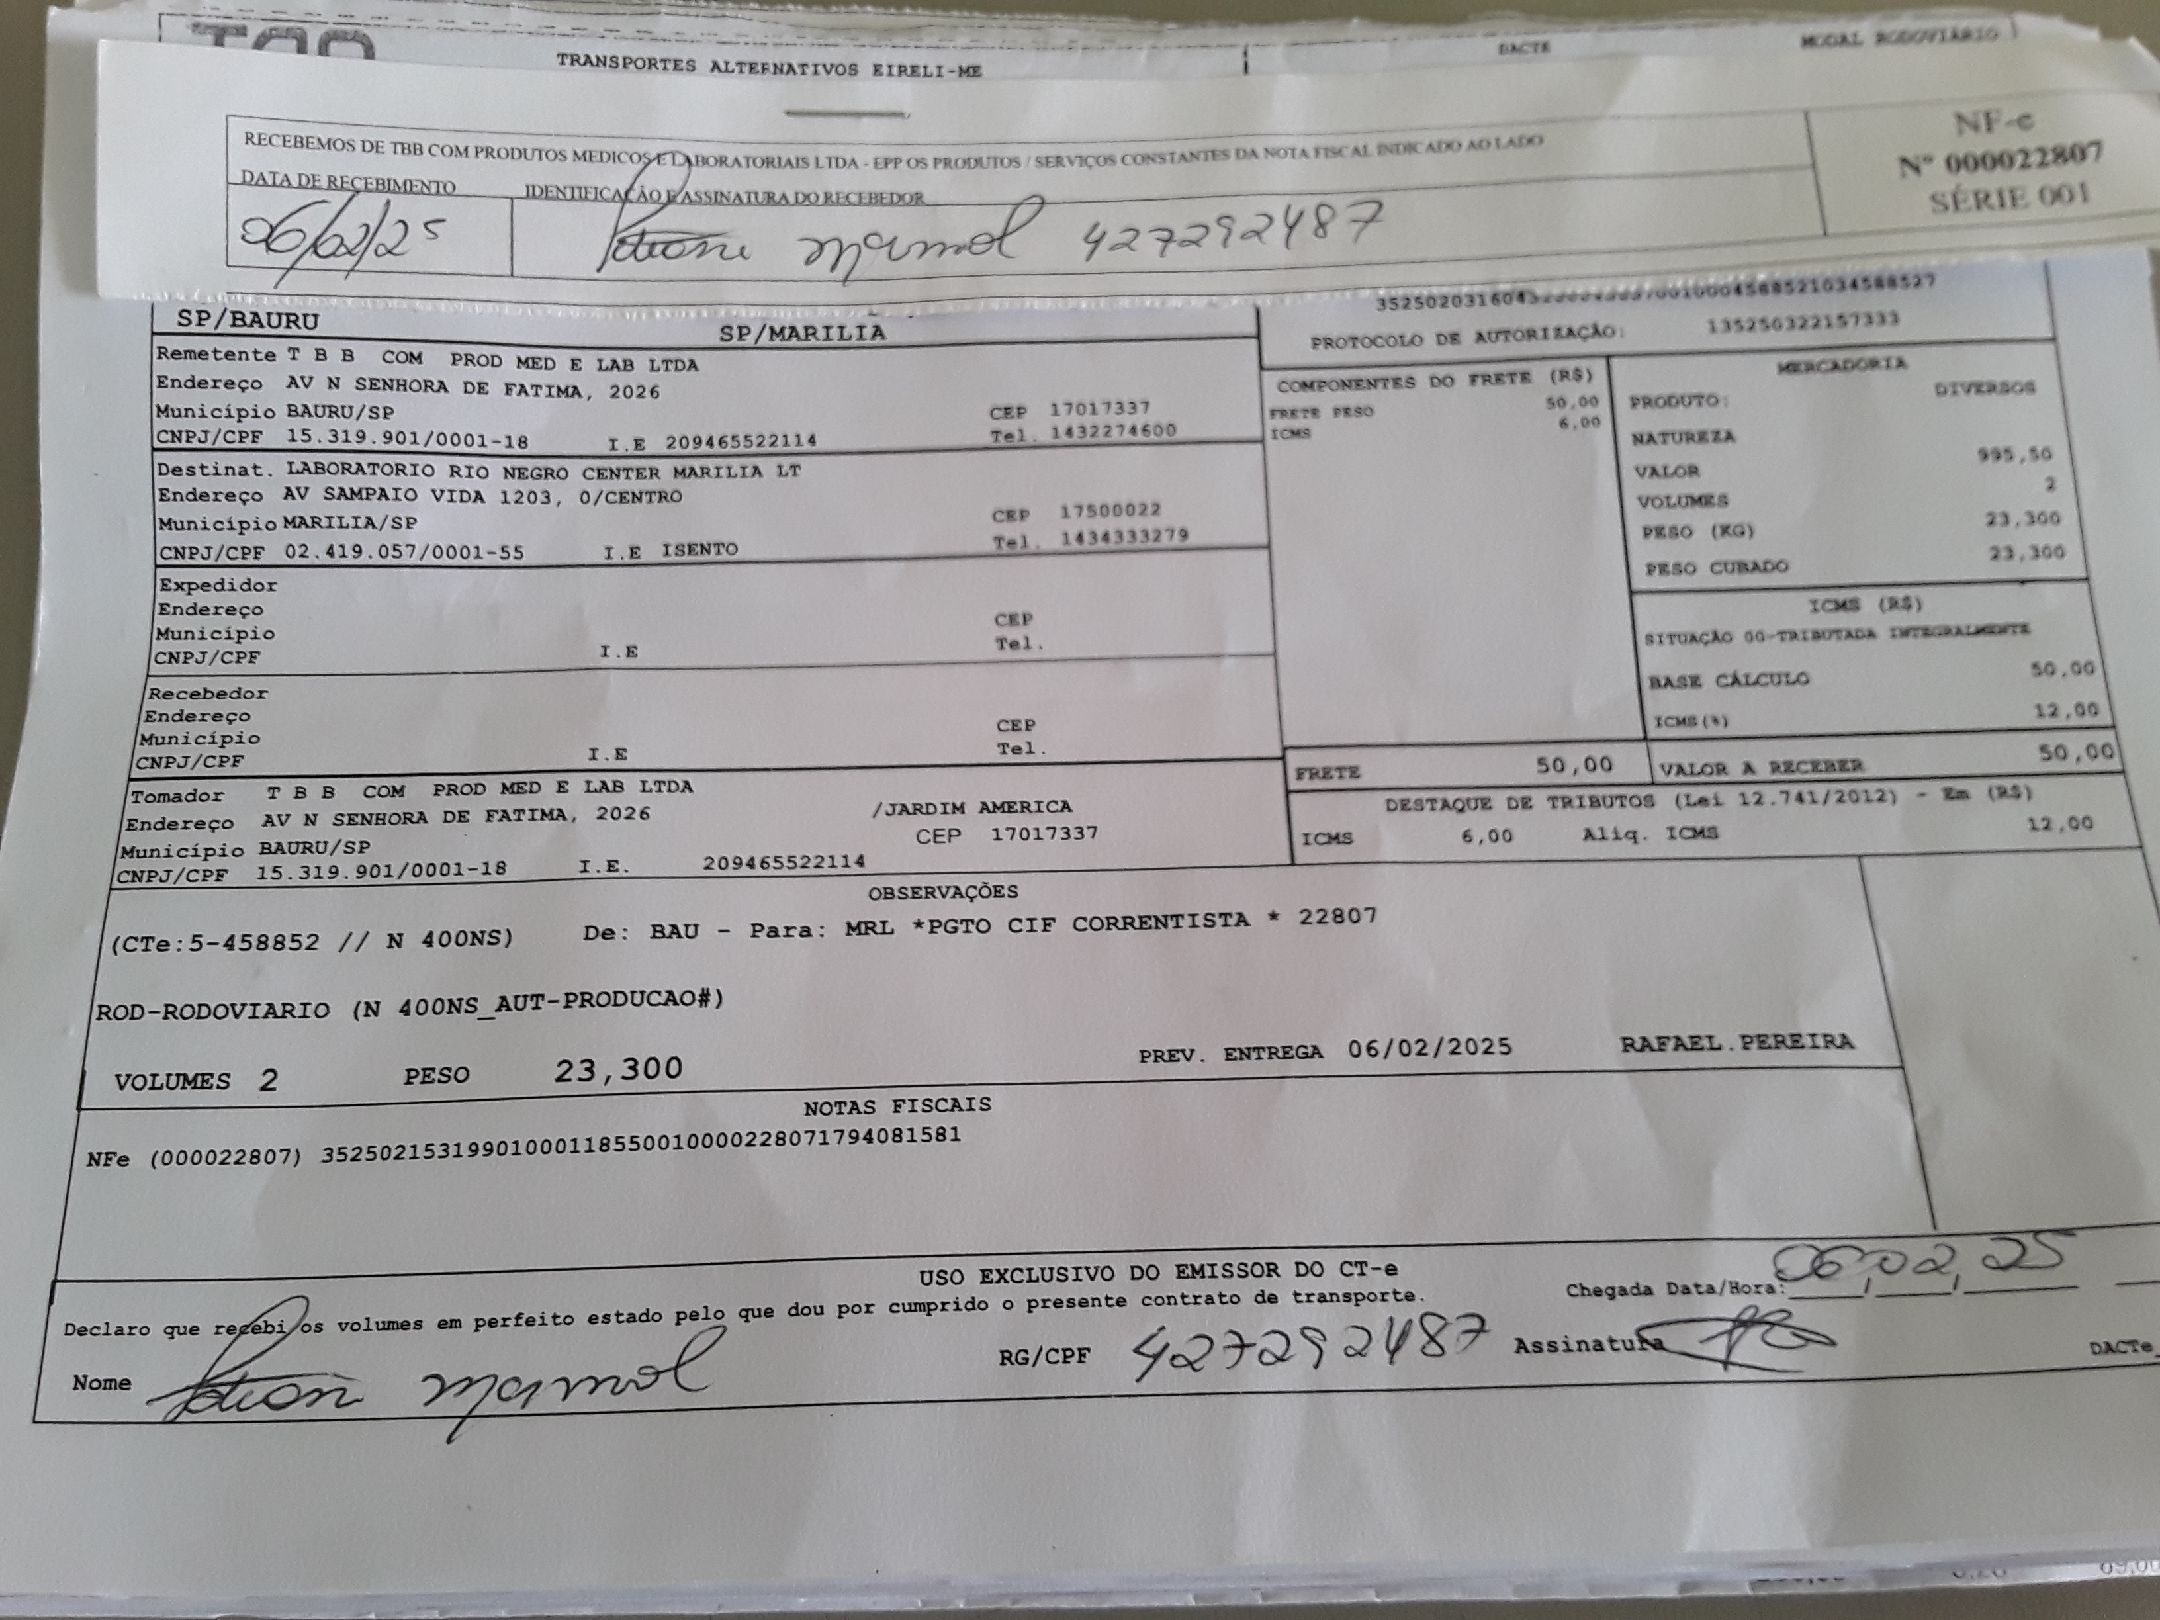 TRANSPORTES ALTERNATIVOS EIRELI-ME DACTE MODAL RODOVIÁRIO
RECEBEMOS DE TBB COM PRODUTOS MEDICOS E LABORATORIAIS LTDA - EPP OS PRODUTOS / SERVIÇOS CONSTANTES DA NOTA FISCAL INDICADO AO LADO
NF-e
Nº 000022807
SÉRIE 001
DATA DE RECEBIMENTO IDENTIFICAÇÃO E ASSINATURA DO RECEBEDOR
06/02/25 427292487
SP/BAURU SP/MARILIA
PROTOCOLO DE AUTORIZAÇÃO: 135250322157333
Remetente T B B COM PROD MED E LAB LTDA
Endereço AV N SENHORA DE FATIMA, 2026
Município BAURU/SP CEP 17017337
CNPJ/CPF 15.319.901/0001-18 I.E 209465522114 Tel. 1432274600
Destinat. LABORATORIO RIO NEGRO CENTER MARILIA LT
Endereço AV SAMPAIO VIDA 1203, 0/CENTRO
Município MARILIA/SP CEP 17500022
CNPJ/CPF 02.419.057/0001-55 I.E ISENTO Tel. 1434333279
Expedidor
Endereço
Município CEP
CNPJ/CPF I.E Tel.
Recebedor
Endereço
Município CEP
CNPJ/CPF I.E Tel.
Tomador T B B COM PROD MED E LAB LTDA
Endereço AV N SENHORA DE FATIMA, 2026 /JARDIM AMERICA
Município BAURU/SP CEP 17017337
CNPJ/CPF 15.319.901/0001-18 I.E. 209465522114
COMPONENTES DO FRETE (R$)
FRETE PESO 50,00
ICMS 6,00
MERCADORIA
PRODUTO: DIVERSOS
NATUREZA
VALOR 995,50
VOLUMES 2
PESO (KG) 23,300
PESO CUBADO 23,300
ICMS (R$)
SITUAÇÃO 00-TRIBUTADA INTEGRALMENTE
BASE CÁLCULO 50,00
ICMS(%) 12,00
FRETE 50,00 VALOR A RECEBER 50,00
DESTAQUE DE TRIBUTOS (Lei 12.741/2012) - Em (R$)
ICMS 6,00 Aliq. ICMS 12,00
OBSERVAÇÕES
(CTe:5-458852 // N 400NS) De: BAU - Para: MRL *PGTO CIF CORRENTISTA * 22807
ROD-RODOVIARIO (N 400NS_AUT-PRODUCAO#)
VOLUMES 2 PESO 23,300 PREV. ENTREGA 06/02/2025 RAFAEL.PEREIRA
NOTAS FISCAIS
NFe (000022807) 35250215319901000118550010000228071794081581
USO EXCLUSIVO DO EMISSOR DO CT-e
Declaro que recebi os volumes em perfeito estado pelo que dou por cumprido o presente contrato de transporte. Chegada Data/Hora: 06/02/25
Nome RG/CPF 427292487 Assinatura DACTe_